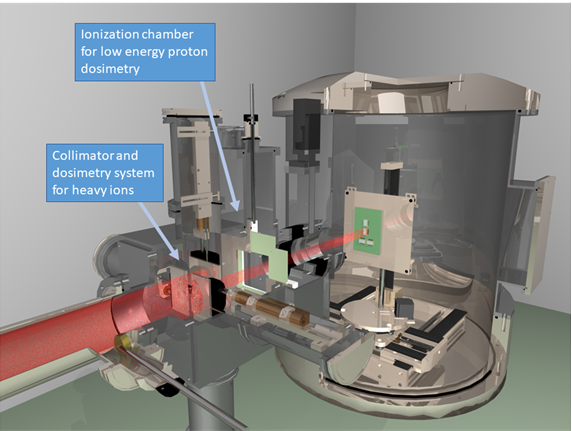 Ionization chamber
for low energy proton
dosimetry
Collimator and
dosimetry system
for heavy ions